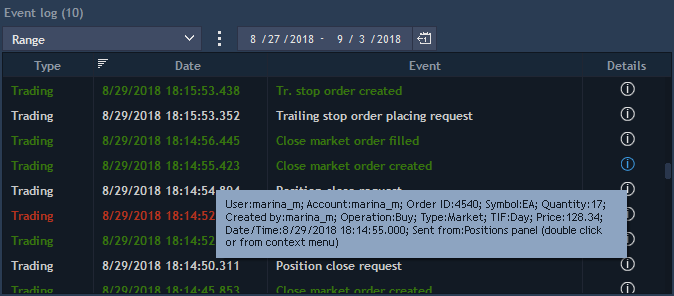 Event log (10)
Range 8 /27 /2018 - 9 / 3 /2018
Type Date Event Details
Trading 8/29/2018 18:15:53.438 Tr. stop order created
Trading 8/29/2018 18:15:53.352 Trailing stop order placing request
Trading 8/29/2018 18:14:56.445 Close market order filled
Trading 8/29/2018 18:14:55.423 Close market order created
Trading 8/29/2018 18:14:54.804 Position close request
User:marina_m; Account:marina_m; Order ID:4540; Symbol:EA; Quantity:17;
Created by:marina_m; Operation:Buy; Type:Market; TIF:Day; Price:128.34;
Date/Time:8/29/2018 18:14:55.000; Sent from:Positions panel (double click
or from context menu)
Trading 8/29/2018 18:14:52.
Trading 8/29/2018 18:14:52
Trading 8/29/2018 18:14:50.311 Position close request
Trading 8/29/2018 18:14:45.853 Close market order created